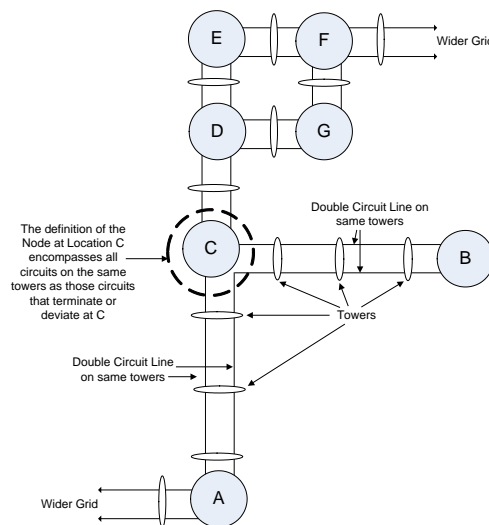 E
F
Wider Grid
D
G
Double Circuit Line on
same towers
The definition of the
Node at Location C
encompasses all
circuits on the same
towers as those circuits
that terminate or
deviate at C
C
B
Towers
Double Circuit Line
on same towers
A
Wider Grid